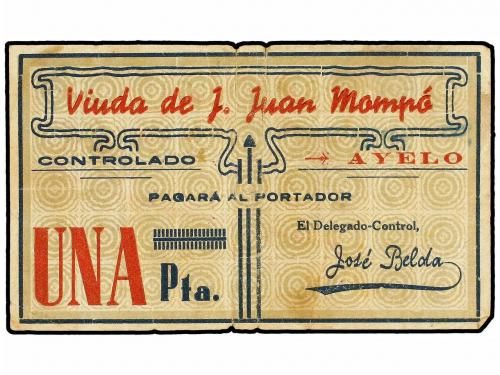 Viuda de J. Juan Mompó
CONTROLADO → AYELO
PAGARÁ AL PORTADOR
El Delegado-Control,
UNA Pta. José Belda